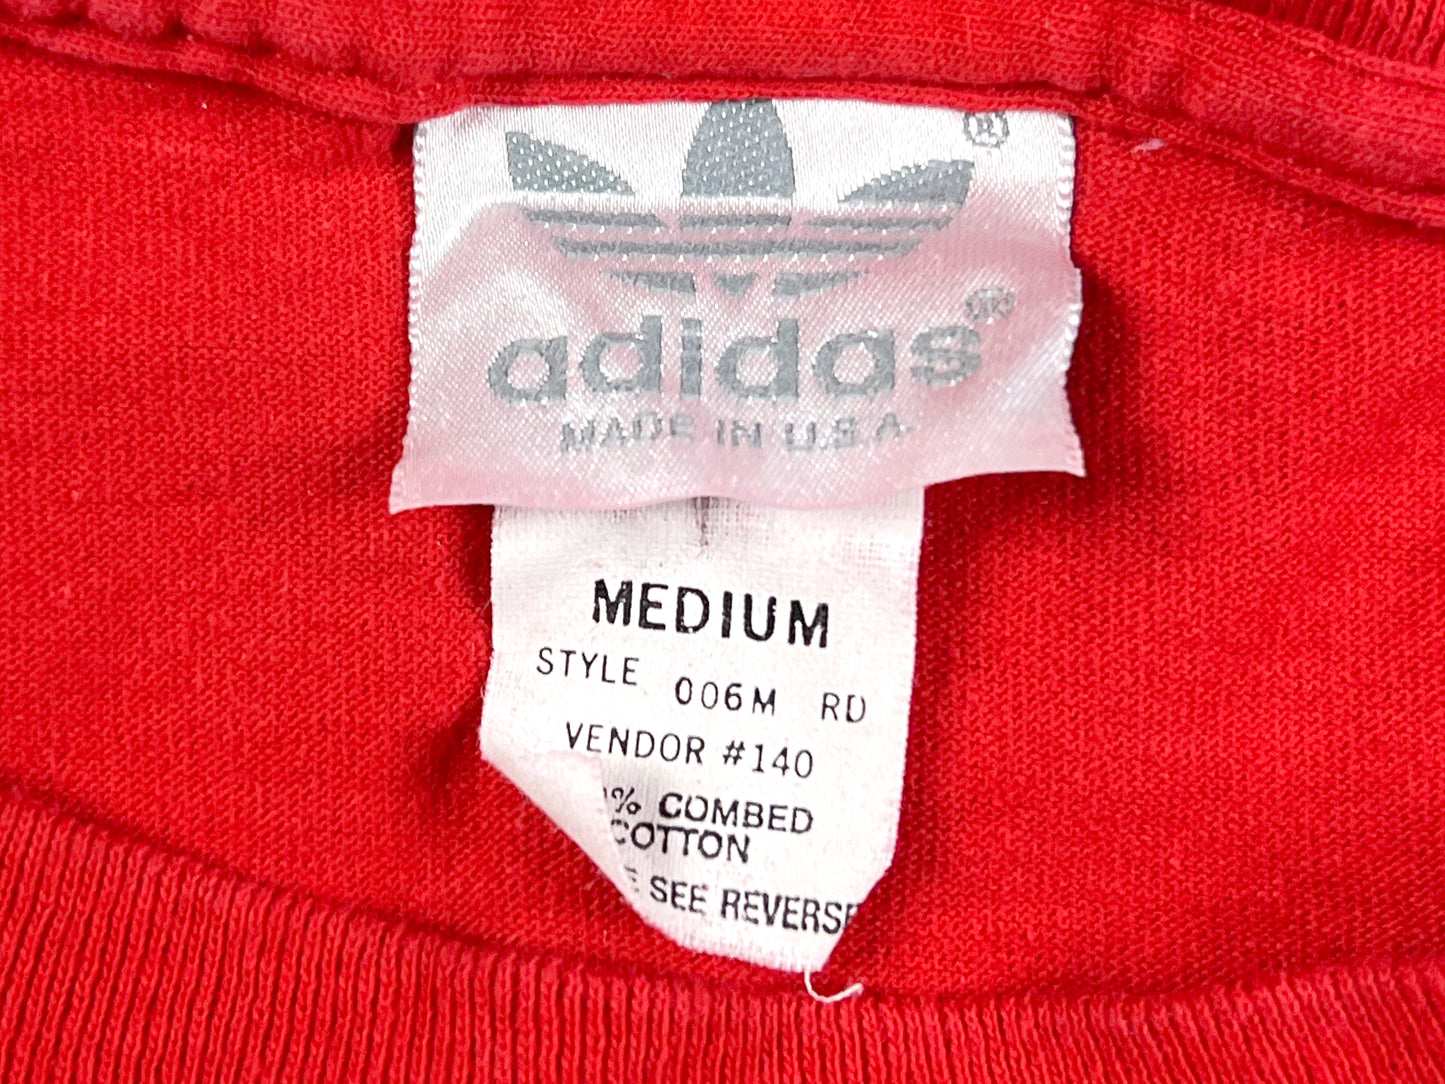 ®
adidas®
MADE IN U.S.A.
MEDIUM
STYLE 006M RD
VENDOR #140
% COMBED
COTTON
SEE REVERSE